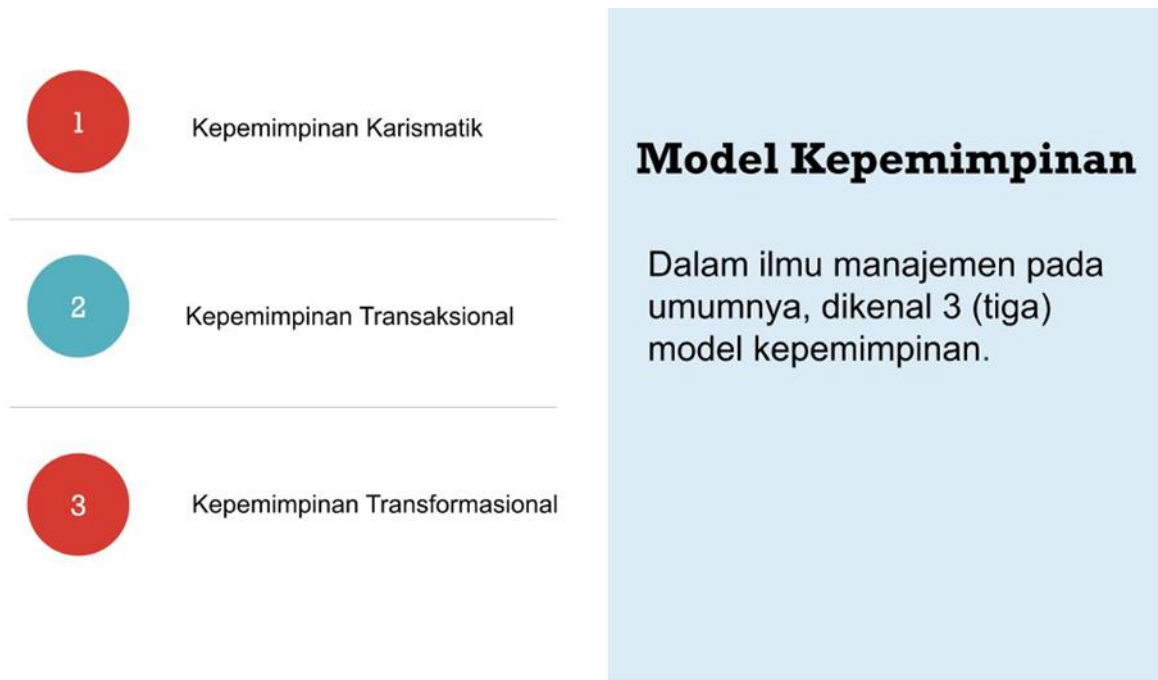 1
Kepemimpinan Karismatik
2
Kepemimpinan Transaksional
3
Kepemimpinan Transformasional
Model Kepemimpinan
Dalam ilmu manajemen pada
umumnya, dikenal 3 (tiga)
model kepemimpinan.